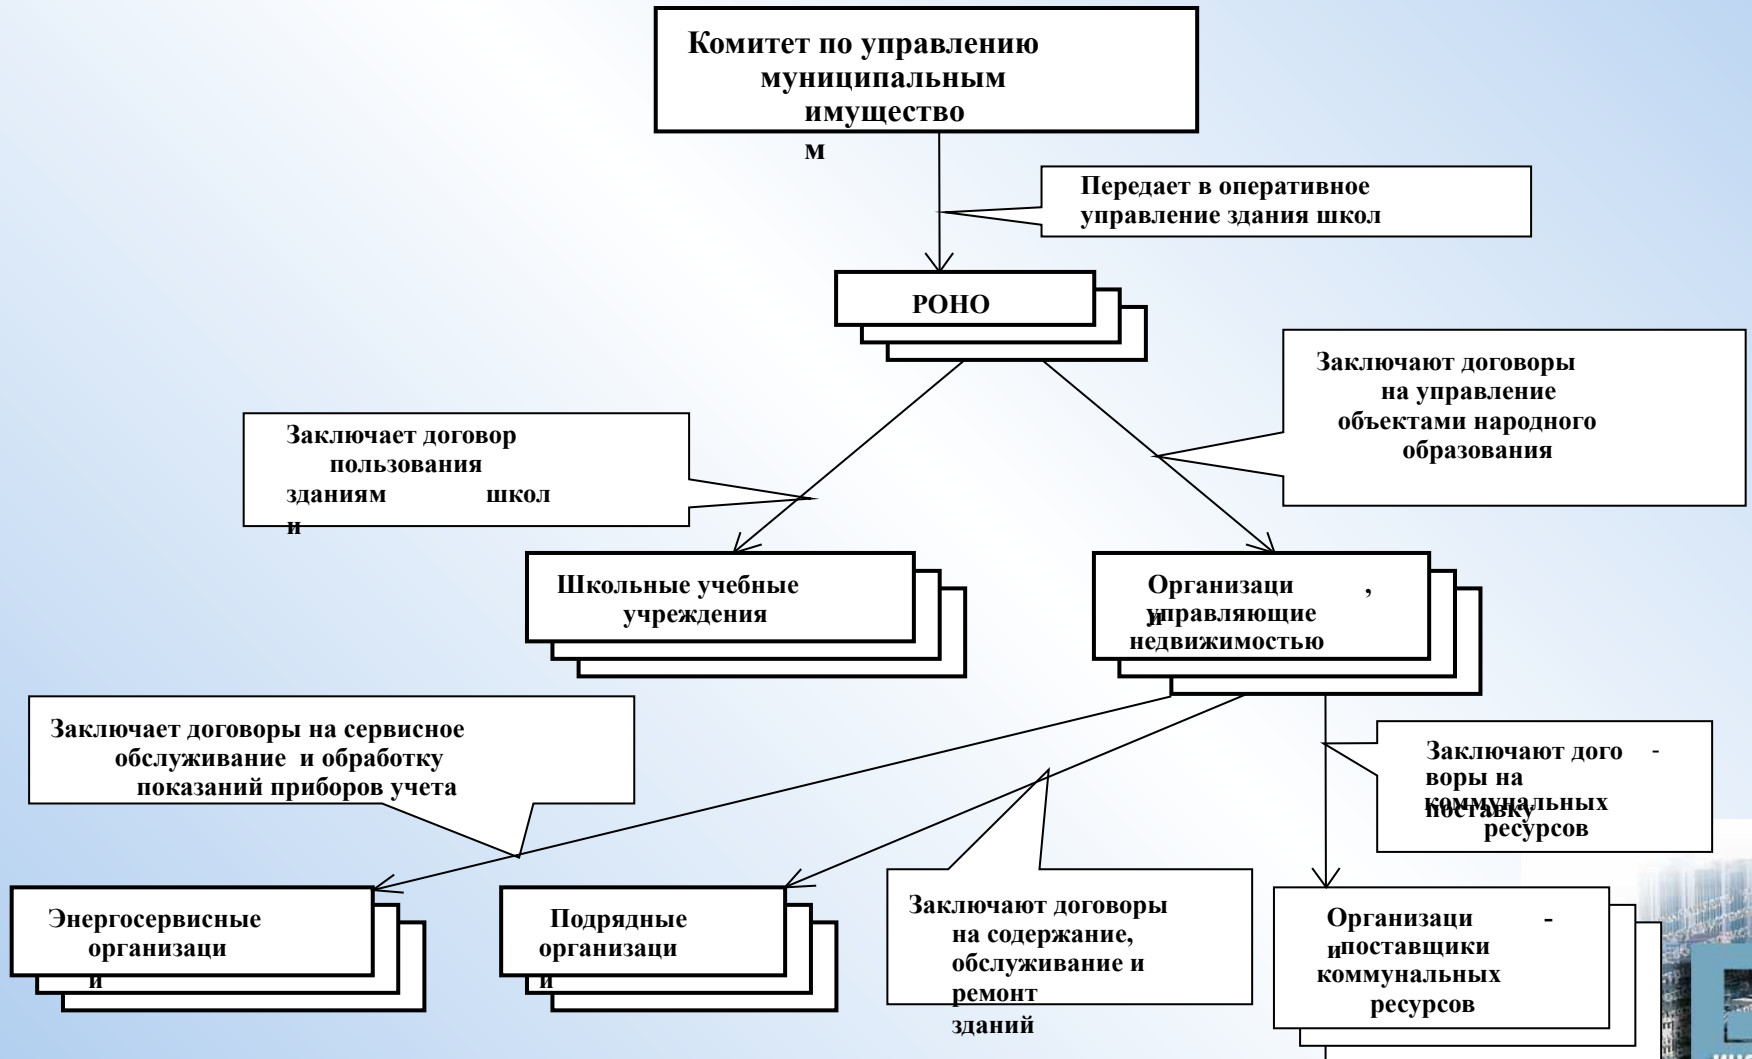 Комитет по управлению
муниципальным
имущество
м
Передает в оперативное
управление здания школ
РОНО
Заключают договоры
на управление
объектами народного
образования
Заключает договор
пользования
зданиям школ
и
Школьные учебные
учреждения
Организаци ,
и
управляющие
недвижимостью
Заключает договоры на сервисное
обслуживание и обработку
показаний приборов учета
Заключают дого -
воры на
поставку
коммунальных
ресурсов
Энергосервисные
организаци
и
Подрядные
организаци
и
Заключают договоры
на содержание,
обслуживание и
ремонт
зданий
Организаци -
и
поставщики
коммунальных
ресурсов